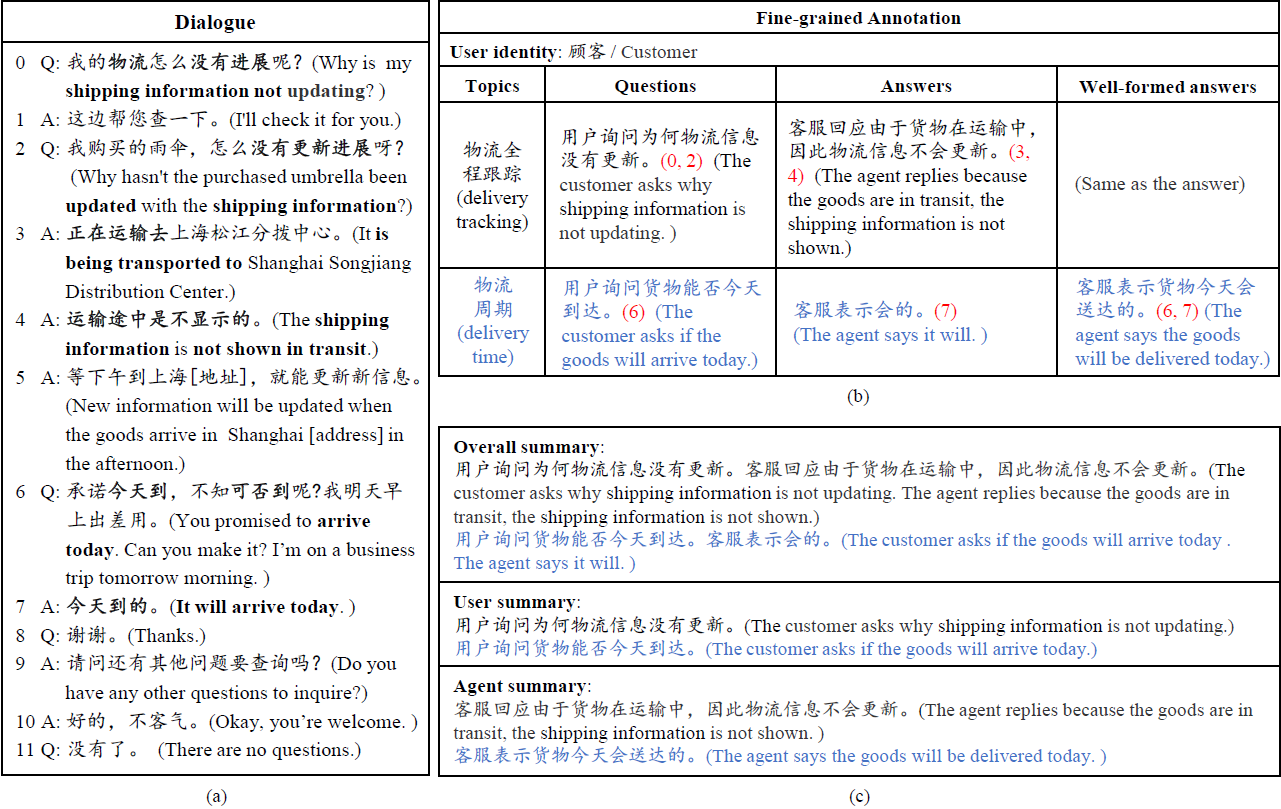 Dialogue
0 Q: 我的物流怎么没有进展呢？(Why is my
shipping information not updating? )
1 A: 这边帮您查一下。(I'll check it for you.)
2 Q: 我购买的雨伞，怎么没有更新进展呀？
(Why hasn't the purchased umbrella been
updated with the shipping information?)
3 A: 正在运输去上海松江分拨中心。(It is
being transported to Shanghai Songjiang
Distribution Center.)
4 A: 运输途中是不显示的。(The shipping
information is not shown in transit.)
5 A: 等下午到上海[地址]，就能更新新信息。
(New information will be updated when
the goods arrive in Shanghai [address] in
the afternoon.)
6 Q: 承诺今天到，不知可否到呢?我明天早
上出差用。(You promised to arrive
today. Can you make it? I’m on a business
trip tomorrow morning. )
7 A: 今天到的。(It will arrive today. )
8 Q: 谢谢。(Thanks.)
9 A: 请问还有其他问题要查询吗？(Do you
have any other questions to inquire?)
10 A: 好的，不客气。(Okay, you’re welcome. )
11 Q: 没有了。 (There are no questions.)
(a)
Fine-grained Annotation
User identity: 顾客 / Customer
Topics
Questions
Answers
Well-formed answers
物流全
程跟踪
(delivery
tracking)
用户询问为何物流信息
没有更新。(0, 2) (The
customer asks why
shipping information is
not updating. )
客服回应由于货物在运输中，
因此物流信息不会更新。(3,
4) (The agent replies because
the goods are in transit, the
shipping information is not
shown.)
(Same as the answer)
物流
周期
(delivery
time)
用户询问货物能否今天
到达。(6) (The
customer asks if the
goods will arrive today.)
客服表示会的。(7)
(The agent says it will. )
客服表示货物今天会
送达的。(6, 7) (The
agent says the goods
will be delivered today.)
(b)
Overall summary:
用户询问为何物流信息没有更新。客服回应由于货物在运输中，因此物流信息不会更新。(The
customer asks why shipping information is not updating. The agent replies because the goods are in
transit, the shipping information is not shown.)
用户询问货物能否今天到达。客服表示会的。(The customer asks if the goods will arrive today .
The agent says it will. )
User summary:
用户询问为何物流信息没有更新。(The customer asks why shipping information is not updating.)
用户询问货物能否今天到达。(The customer asks if the goods will arrive today.)
Agent summary:
客服回应由于货物在运输中，因此物流信息不会更新。(The agent replies because the goods are in
transit, the shipping information is not shown. )
客服表示货物今天会送达的。(The agent says the goods will be delivered today. )
(c)